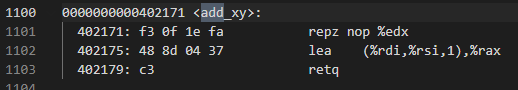 1100 0000000000402171 <add_xy>:
1101 402171: f3 0f 1e fa repz nop %edx
1102 402175: 48 8d 04 37 lea (%rdi,%rsi,1),%rax
1103 402179: c3 retq
1104